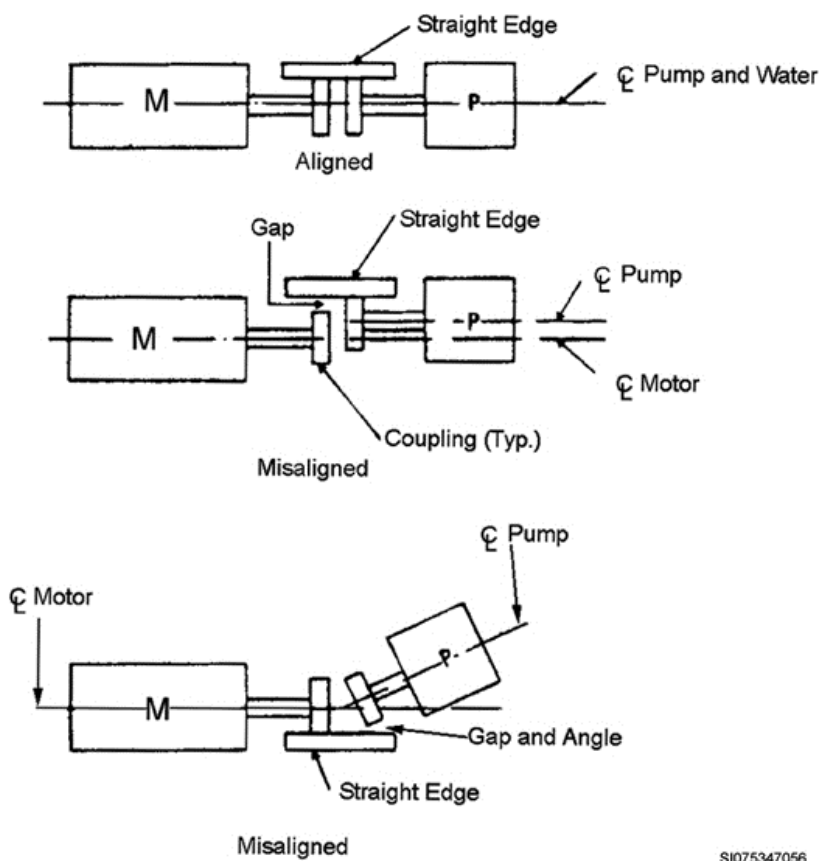 Straight Edge
℄ Pump and Water
M
P
Aligned
Straight Edge
Gap
℄ Pump
M
P
℄ Motor
Coupling (Typ.)
Misaligned
℄ Pump
℄ Motor
P
M
Gap and Angle
Straight Edge
Misaligned
SI075347056